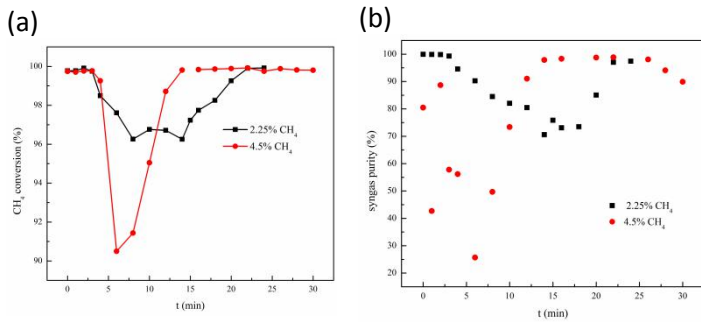 (a)
100
98
96
94
92
90
CH₄ conversion (%)
2.25% CH₄
4.5% CH₄
0 5 10 15 20 25 30
t (min)
(b)
100
90
80
70
60
50
40
30
20
syngas purity (%)
2.25% CH₄
4.5% CH₄
0 5 10 15 20 25 30
t (min)